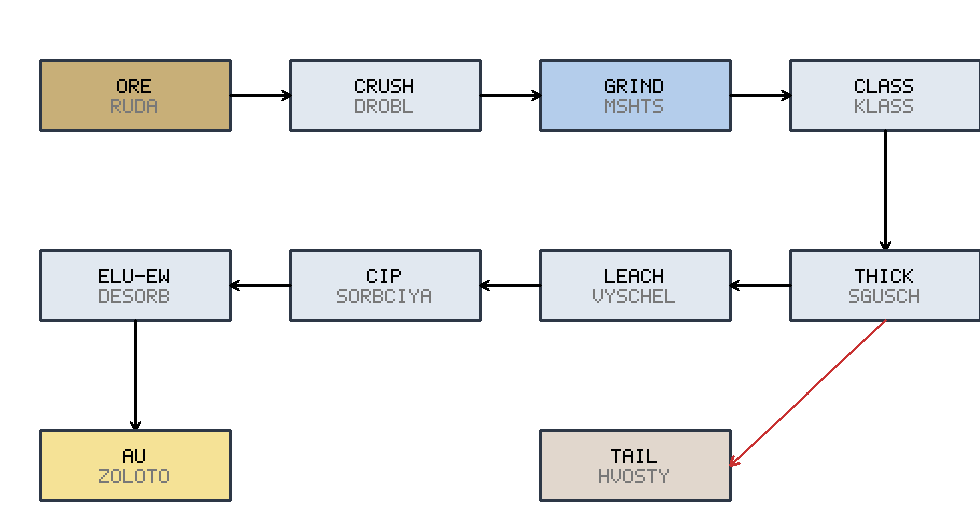 ORE
RUDA
CRUSH
DROBL
GRIND
MSHTS
CLASS
KLASS
ELU-EW
DESORB
CIP
SORBCIYA
LEACH
VYSCHEL
THICK
SGUSCH
AU
ZOLOTO
TAIL
HVOSTY